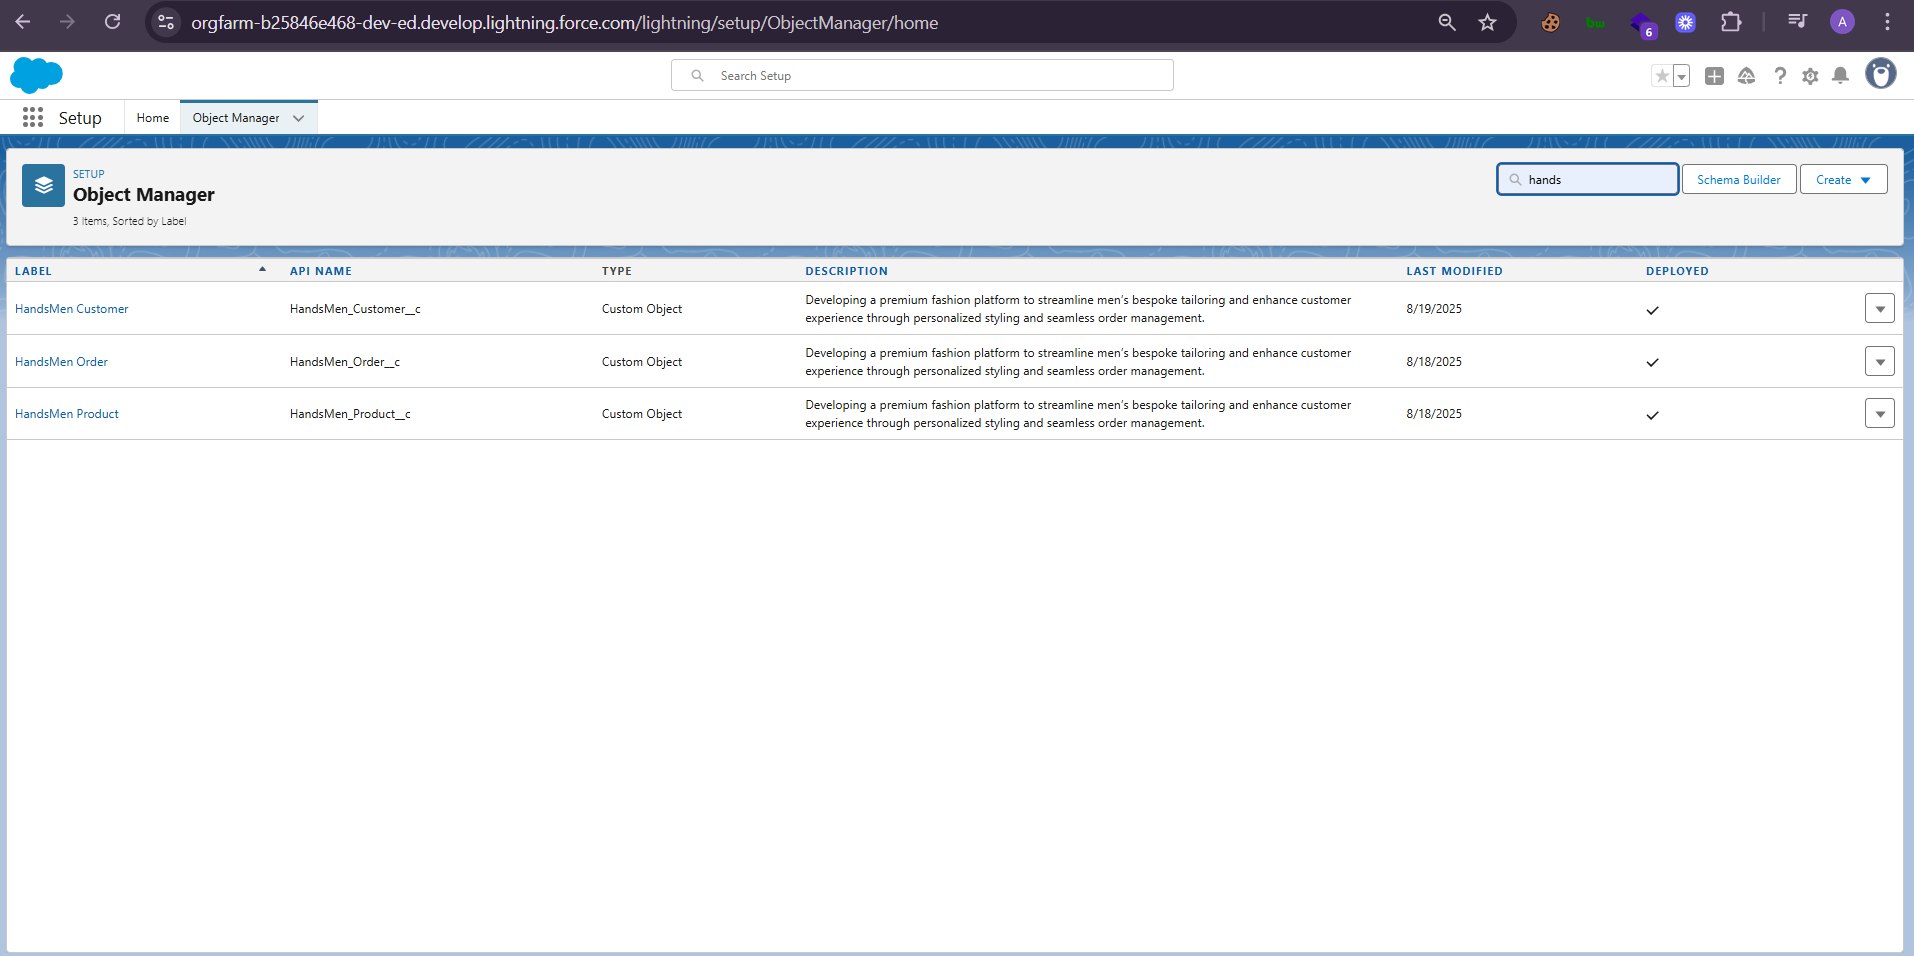 orgfarm-b25846e468-dev-ed.develop.lightning.force.com/lightning/setup/ObjectManager/home
bw
6
A
Search Setup
Setup
Home
Object Manager
SETUP
Object Manager
3 Items, Sorted by Label
hands
Schema Builder
Create
LABEL API NAME TYPE DESCRIPTION LAST MODIFIED DEPLOYED
HandsMen Customer HandsMen_Customer__c Custom Object Developing a premium fashion platform to streamline men's bespoke tailoring and enhance customer 8/19/2025
experience through personalized styling and seamless order management.
HandsMen Order HandsMen_Order__c Custom Object Developing a premium fashion platform to streamline men's bespoke tailoring and enhance customer 8/18/2025
experience through personalized styling and seamless order management.
HandsMen Product HandsMen_Product__c Custom Object Developing a premium fashion platform to streamline men's bespoke tailoring and enhance customer 8/18/2025
experience through personalized styling and seamless order management.